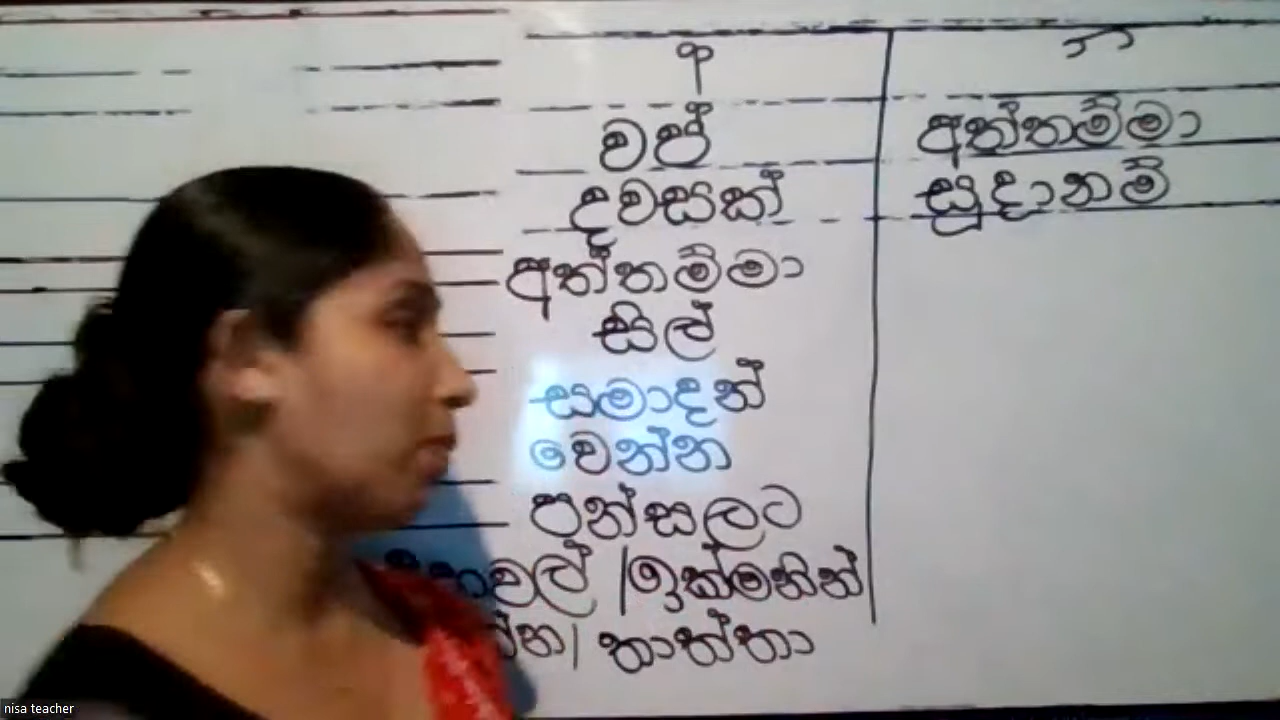 වප්
දවසක්
අත්තම්මා
සිල්
සමාදන්
වෙන්න
පන්සලට
/ඉක්මනින්
/ තාත්තා
අත්තම්මා
සූදානම්
nisa teacher